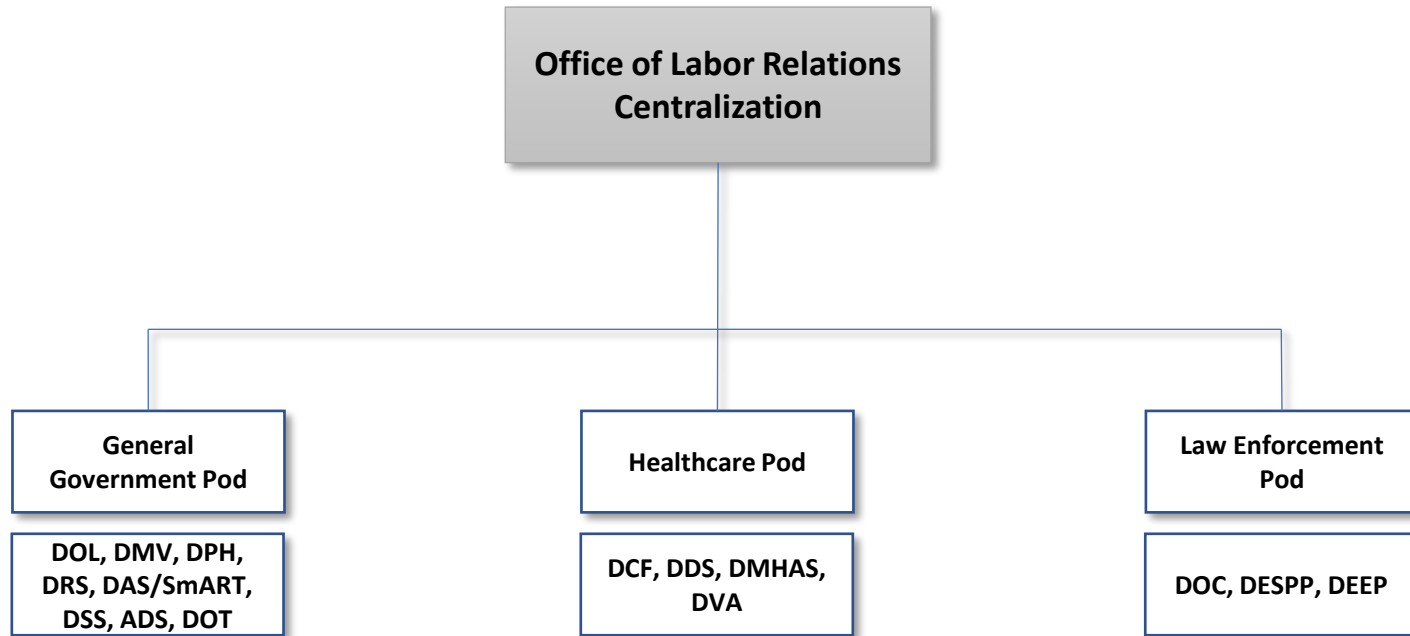 Office of Labor Relations
Centralization
General
Government Pod
Healthcare Pod
Law Enforcement
Pod
DOL, DMV, DPH,
DRS, DAS/SmART,
DSS, ADS, DOT
DCF, DDS, DMHAS,
DVA
DOC, DESPP, DEEP